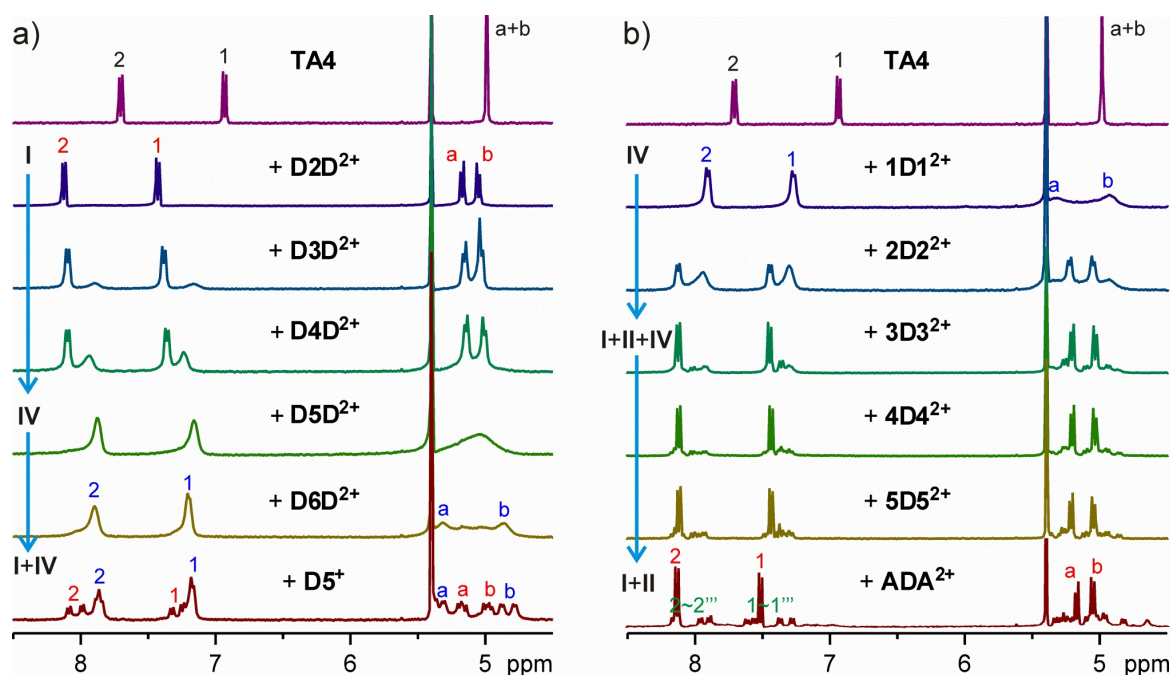 a)
2
1
TA4
a+b
I
2
1
+ D2D²⁺
a
b
+ D3D²⁺
+ D4D²⁺
IV
+ D5D²⁺
2
1
+ D6D²⁺
a
b
I+IV
2
2
1
1
+ D5⁺
a
a
b
b
8
7
6
5
ppm
b)
2
1
TA4
a+b
IV
2
1
+ 1D1²⁺
a
b
+ 2D2²⁺
I+II+IV
+ 3D3²⁺
+ 4D4²⁺
+ 5D5²⁺
I+II
2
1
+ ADA²⁺
a
b
2~2’’’
1~1’’’
8
7
6
5
ppm